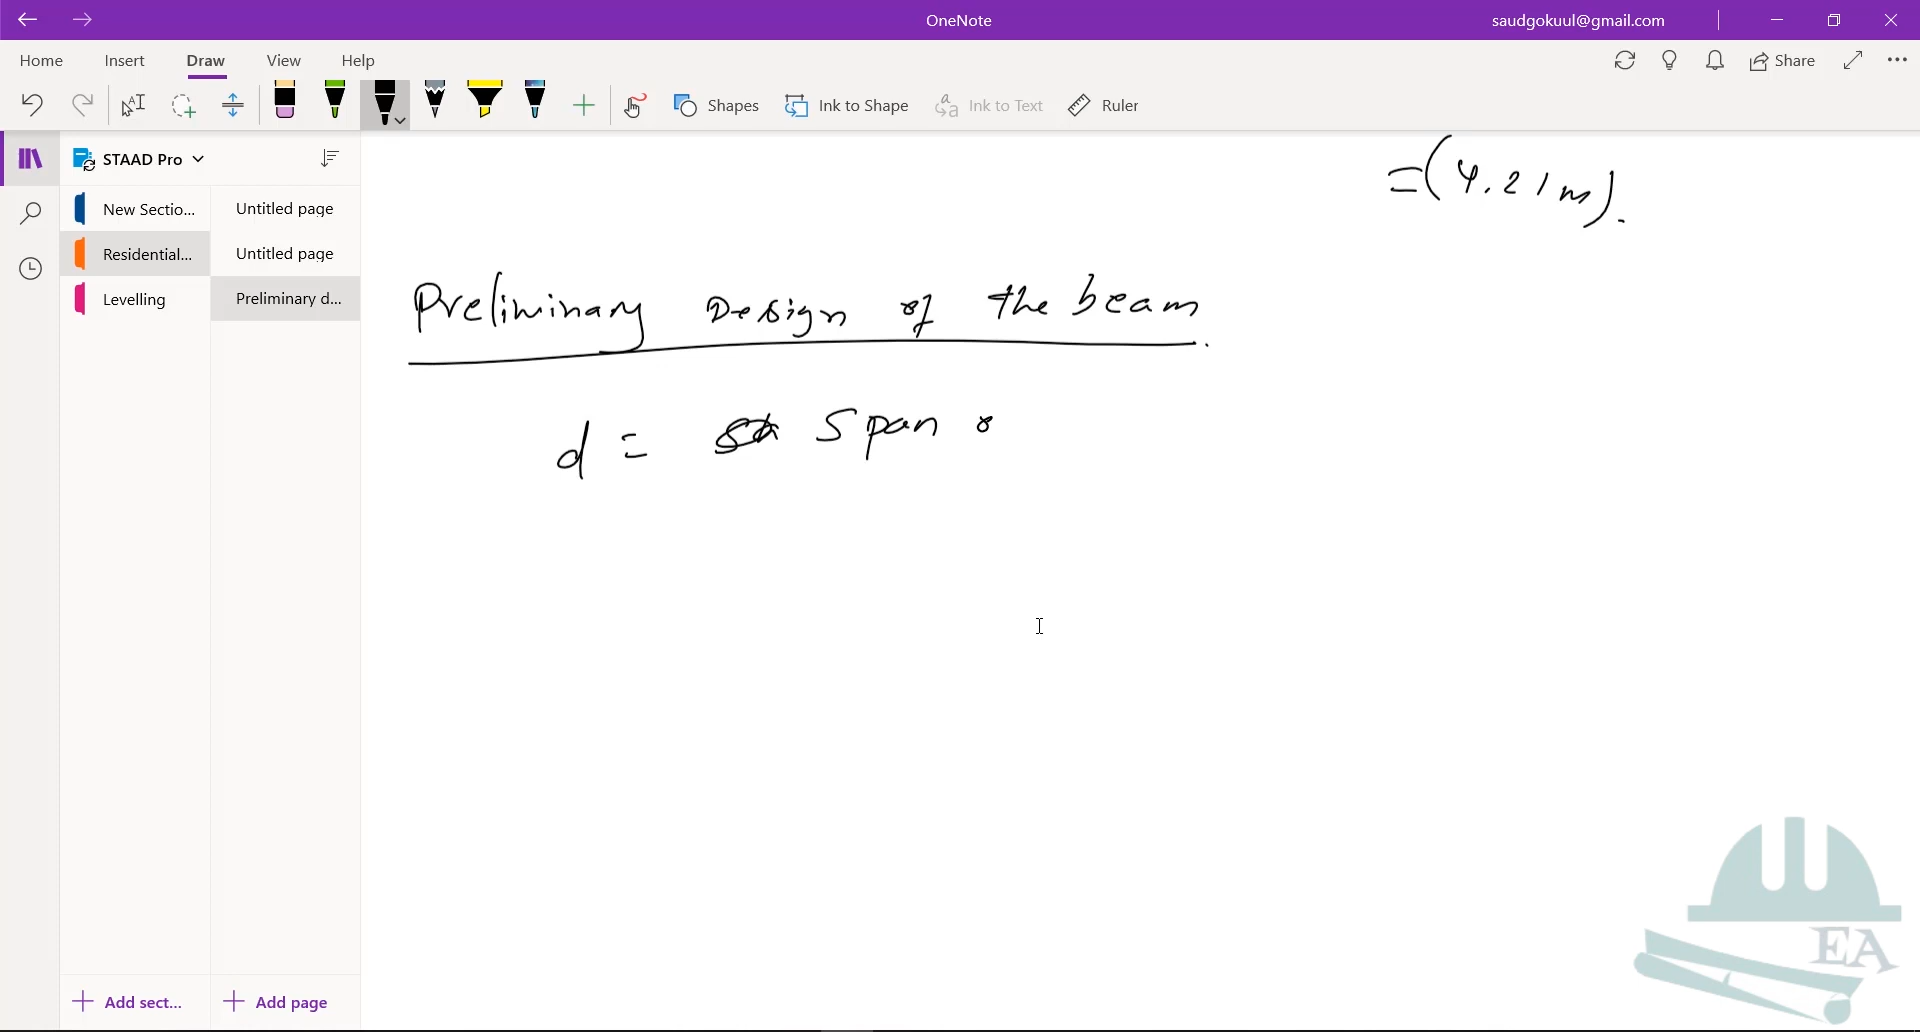 OneNote
saudgokuul@gmail.com
Home Insert Draw View Help
Share
Shapes Ink to Shape Ink to Text Ruler
STAAD Pro
New Sectio... Untitled page
Residential... Untitled page
Levelling Preliminary d...
=(4.21m).
Preliminary Design of the beam.
d = Span o
EA
Add sect... Add page